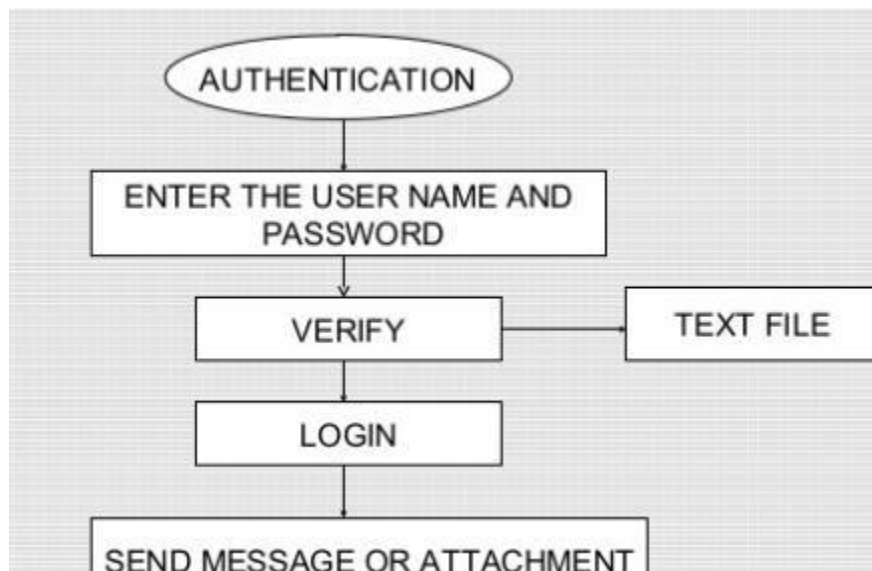 AUTHENTICATION
ENTER THE USER NAME AND
PASSWORD
VERIFY
TEXT FILE
LOGIN
SEND MESSAGE OR ATTACHMENT